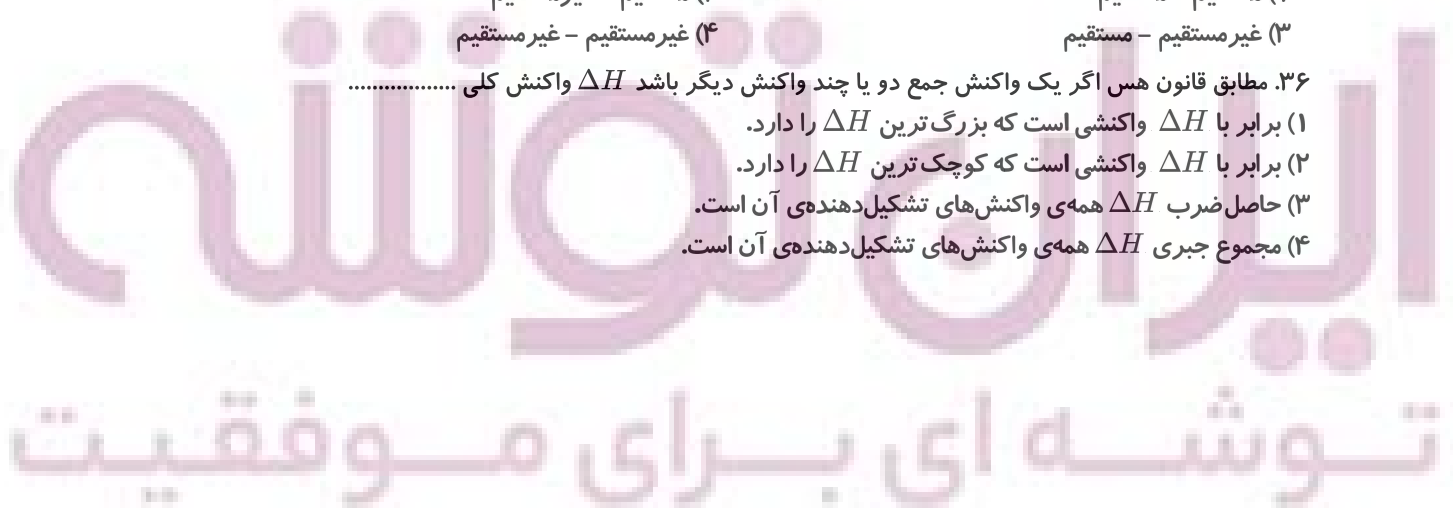 ۳) غیرمستقیم – مستقیم ۴) غیرمستقیم – غیرمستقیم
۳۶. مطابق قانون هس اگر یک واکنش جمع دو یا چند واکنش دیگر باشد ΔH واکنش کلی ..................
۱) برابر با ΔH واکنشی است که بزرگ‌ترین ΔH را دارد.
۲) برابر با ΔH واکنشی است که کوچک‌ترین ΔH را دارد.
۳) حاصل‌ضرب ΔH همه‌ی واکنش‌های تشکیل‌دهنده‌ی آن است.
۴) مجموع جبری ΔH همه‌ی واکنش‌های تشکیل‌دهنده‌ی آن است.
ایران توشه
توشه ای برای موفقیت